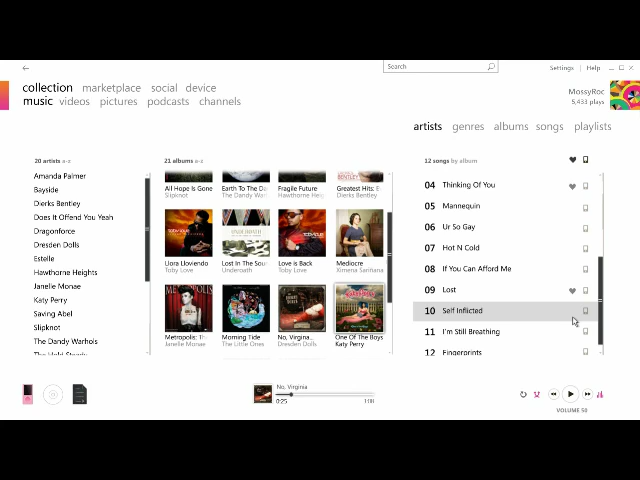 Search
Settings
Help
collection marketplace social device
music videos pictures podcasts channels
MossyRoc
5,433 plays
artists genres albums songs playlists
20 artists a-z
Amanda Palmer
Bayside
Dierks Bentley
Does It Offend You Yeah
Dragonforce
Dresden Dolls
Estelle
Hawthorne Heights
Janelle Monae
Katy Perry
Saving Abel
Slipknot
The Dandy Warhols
The Hold Steady
21 albums a-z
All Hope Is Gone
Slipknot
Earth To The Da
The Dandy War
Fragile Future
Hawthorne Heig
Greatest Hits: E
Dierks Bentley
Llora Lloviendo
Toby Love
Lost In The Sou
Underoath
Love is Back
Toby Love
Mediocre
Ximena Sariñana
Metropolis: The
Janelle Monae
Morning Tide
The Little Ones
No, Virginia...
Dresden Dolls
One Of The Boys
Katy Perry
12 songs by album
04 Thinking Of You
05 Mannequin
06 Ur So Gay
07 Hot N Cold
08 If You Can Afford Me
09 Lost
10 Self Inflicted
11 I'm Still Breathing
12 Fingerprints
No, Virginia
0:25
VOLUME 50